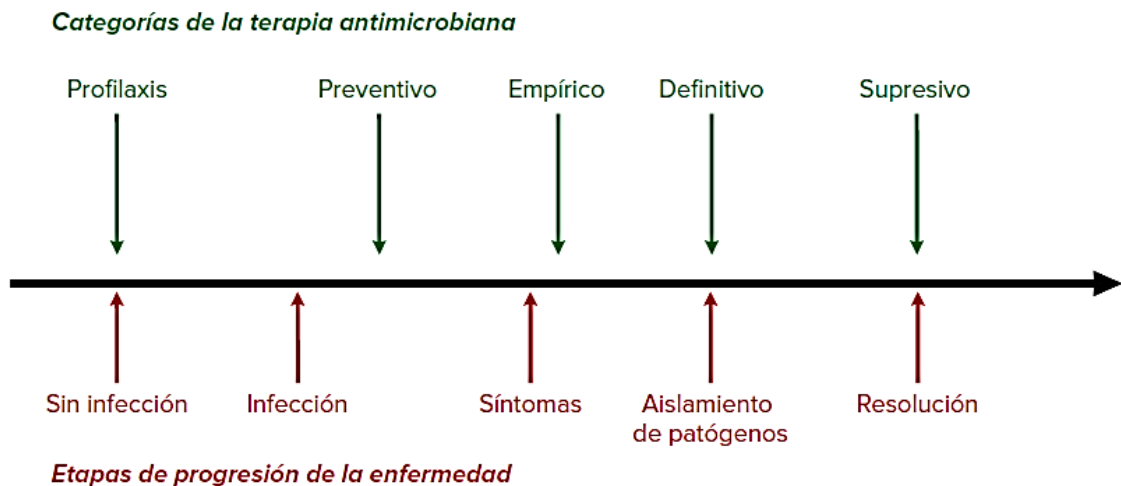 Categorías de la terapia antimicrobiana
Profilaxis
Preventivo
Empírico
Definitivo
Supresivo
Sin infección
Infección
Síntomas
Aislamiento
de patógenos
Resolución
Etapas de progresión de la enfermedad